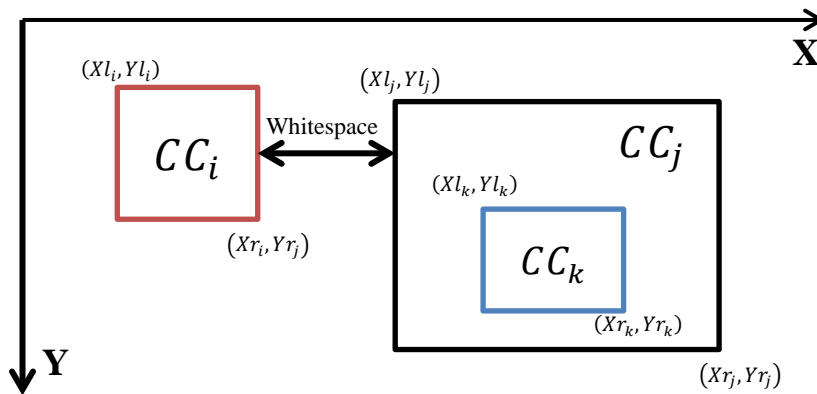 X
(Xl_i, Yl_i)
(Xl_j, Yl_j)
Whitespace
CC_i
CC_j
(Xl_k, Yl_k)
(Xr_i, Yr_j)
CC_k
(Xr_k, Yr_k)
Y
(Xr_j, Yr_j)